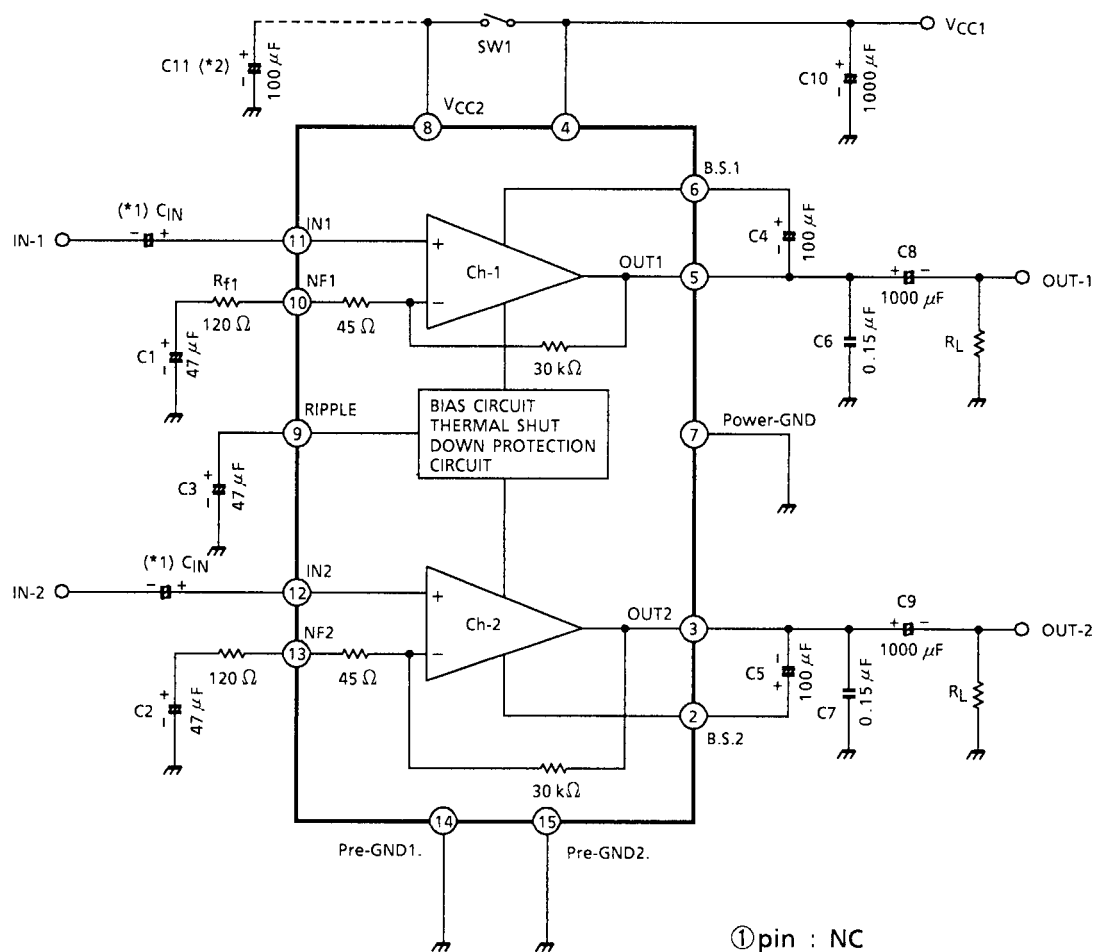 VCC1
SW1
C11 (*2)
+
-
100 μF
C10
+
-
1000 μF
VCC2
8
4
B.S.1
6
(*1) CIN
IN-1
- +
IN1
11
+
Ch-1
C4
+
-
100 μF
C8
OUT1
5
+ -
1000 μF
OUT-1
Rf1
NF1
10
120 Ω
45 Ω
-
C1
+
-
47 μF
30 kΩ
C6
0.15 μF
RL
RIPPLE
9
BIAS CIRCUIT
THERMAL SHUT
DOWN PROTECTION
CIRCUIT
Power-GND
7
C3
+
-
47 μF
(*1) CIN
IN-2
- +
IN2
12
+
Ch-2
OUT2
3
C9
+ -
1000 μF
OUT-2
NF2
13
120 Ω
45 Ω
-
C2
+
-
47 μF
C5
-
+
100 μF
C7
0.15 μF
RL
2
B.S.2
30 kΩ
14
15
Pre-GND1.
Pre-GND2.
①pin : NC